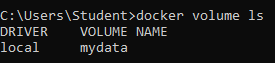 C:\Users\Student>docker volume ls
DRIVER    VOLUME NAME
local     mydata